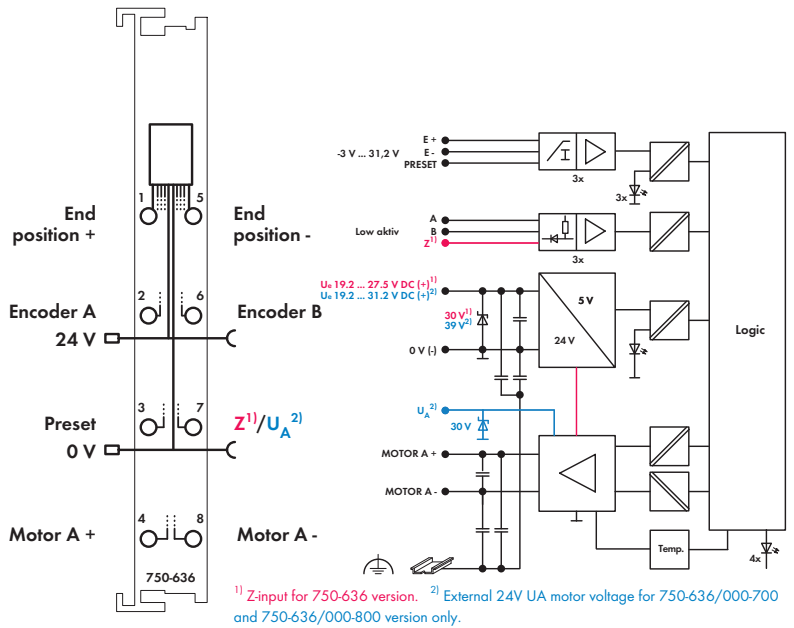 1
5
End
position +
End
position -
2
6
Encoder A
Encoder B
24 V
3
7
Preset
Z1)/UA2)
0 V
4
8
Motor A +
Motor A -
750-636
E +
-3 V ... 31,2 V
E -
PRESET
3x
3x
A
Low aktiv
B
Z1)
3x
Ue 19.2 ... 27.5 V DC (+)1)
Ue 19.2 ... 31.2 V DC (+)2)
5 V
30 V1)
39 V2)
24 V
Logic
0 V (-)
UA2)
30 V
MOTOR A +
MOTOR A -
Temp.
4x
1) Z-input for 750-636 version. 2) External 24V UA motor voltage for 750-636/000-700
and 750-636/000-800 version only.